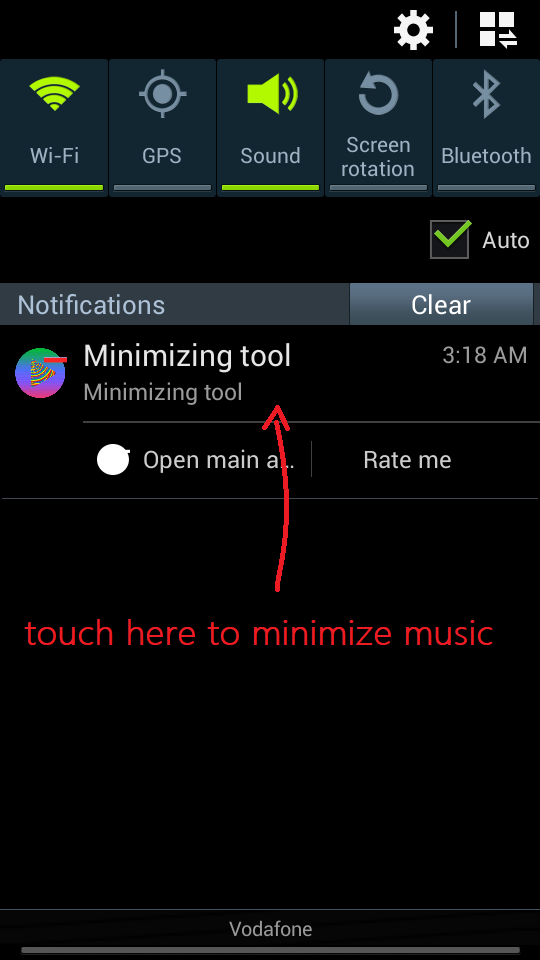 Wi-Fi
GPS
Sound
Screen
rotation
Bluetooth
Auto
Notifications
Clear
Minimizing tool
3:18 AM
Minimizing tool
Open main a...
Rate me
touch here to minimize music
Vodafone